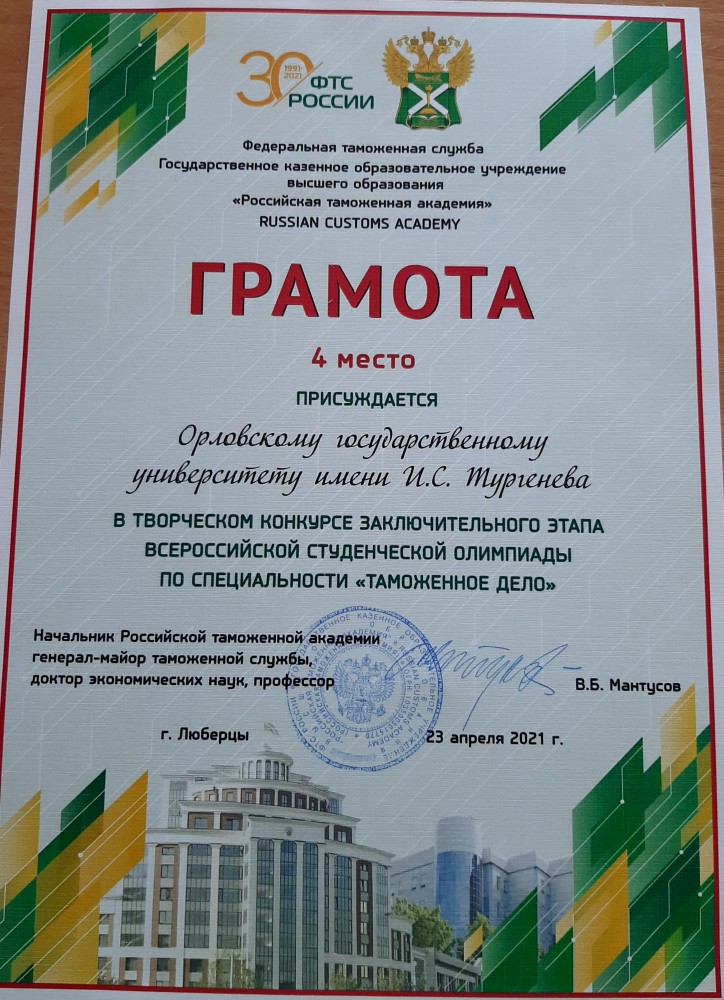 30
1991-
2021
ФТС
РОССИИ
Федеральная таможенная служба
Государственное казенное образовательное учреждение
высшего образования
«Российская таможенная академия»
RUSSIAN CUSTOMS ACADEMY
ГРАМОТА
4 место
ПРИСУЖДАЕТСЯ
Орловскому государственному
университету имени И.С. Тургенева
В ТВОРЧЕСКОМ КОНКУРСЕ ЗАКЛЮЧИТЕЛЬНОГО ЭТАПА
ВСЕРОССИЙСКОЙ СТУДЕНЧЕСКОЙ ОЛИМПИАДЫ
ПО СПЕЦИАЛЬНОСТИ «ТАМОЖЕННОЕ ДЕЛО»
Начальник Российской таможенной академии
генерал-майор таможенной службы,
доктор экономических наук, профессор
В.Б. Мантусов
г. Люберцы
23 апреля 2021 г.